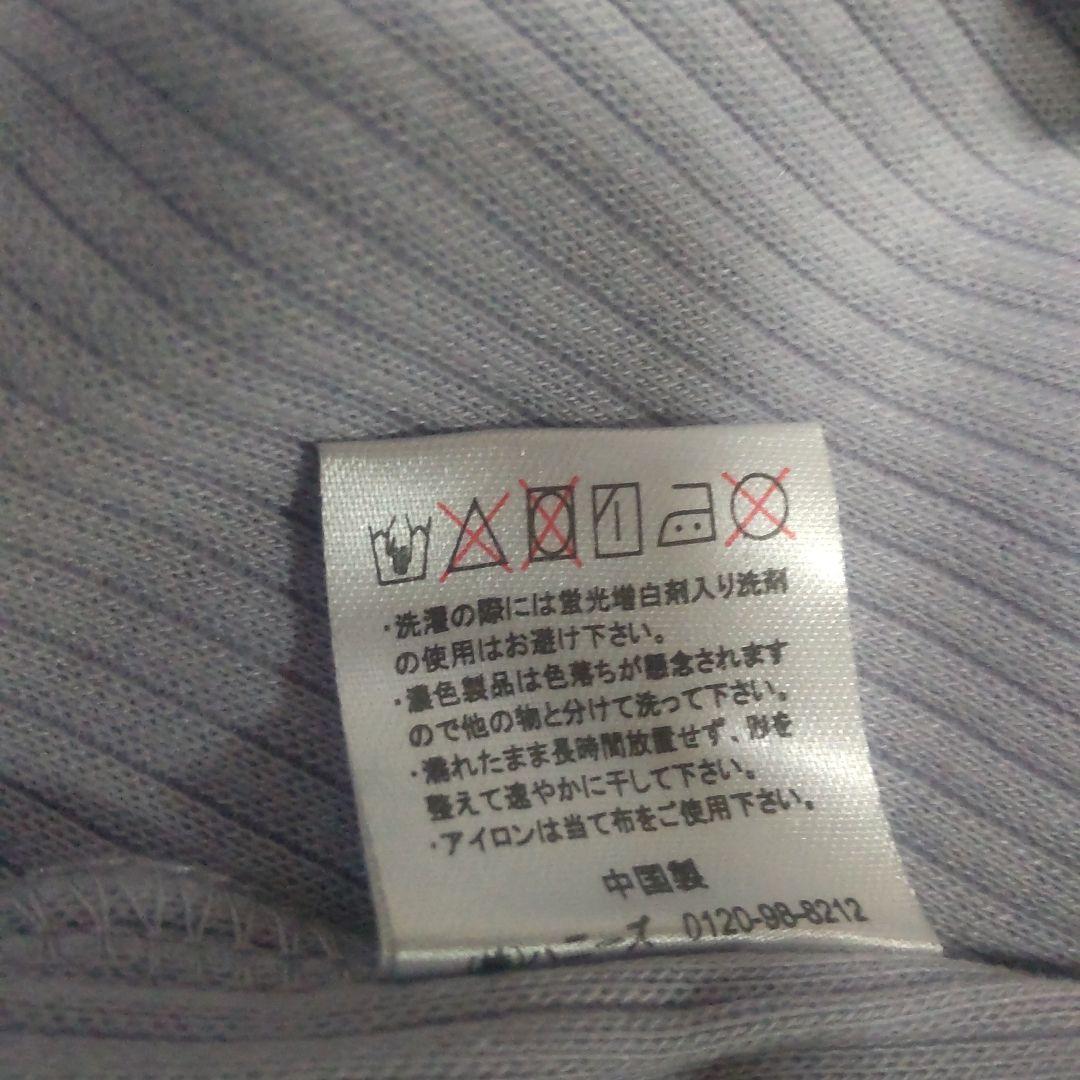 ・洗濯の際には蛍光増白剤入り洗剤
の使用はお避け下さい。
・濃色製品は色落ちが懸念されます
ので他の物と分けて洗って下さい。
・濡れたまま長時間放置せず、形を
整えて速やかに干して下さい。
・アイロンは当て布をご使用下さい。
中国製
(株)ハニーズ 0120-98-8212